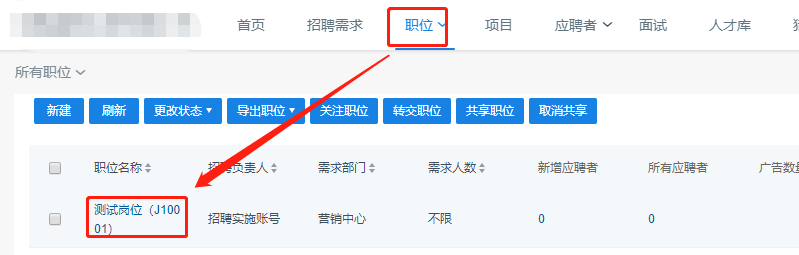 首页 招聘需求 职位 项目 应聘者 面试 人才库
所有职位
新建 刷新 更改状态 导出职位 关注职位 转交职位 共享职位 取消共享
职位名称 招聘负责人 需求部门 需求人数 新增应聘者 所有应聘者 广告数量
测试岗位（J100 招聘实施账号 营销中心 不限 0 0
01）